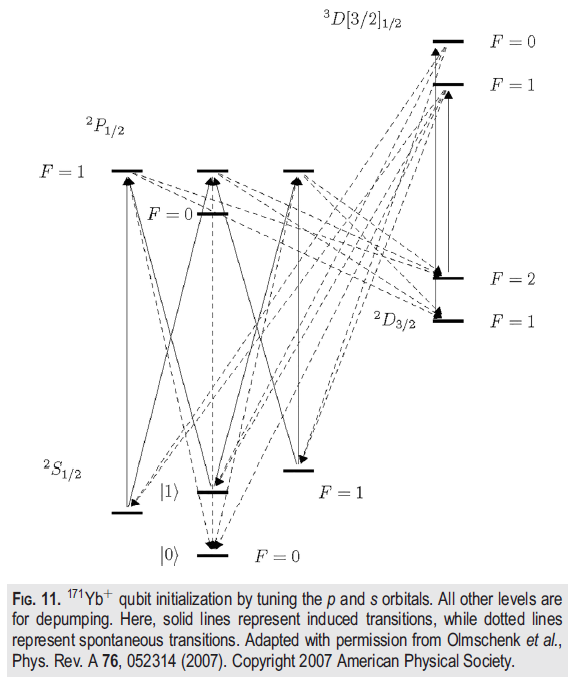 ³D[3/2]₁/₂
F = 0
F = 1
²P₁/₂
F = 1
F = 0
F = 2
²D₃/₂
F = 1
²S₁/₂
|1⟩
F = 1
|0⟩
F = 0
FIG. 11. ¹⁷¹Yb⁺ qubit initialization by tuning the p and s orbitals. All other levels are
for depumping. Here, solid lines represent induced transitions, while dotted lines
represent spontaneous transitions. Adapted with permission from Olmschenk et al.,
Phys. Rev. A 76, 052314 (2007). Copyright 2007 American Physical Society.